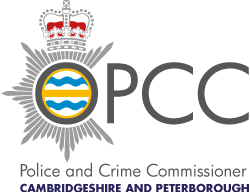 OPCC
Police and Crime Commissioner
CAMBRIDGESHIRE AND PETERBOROUGH